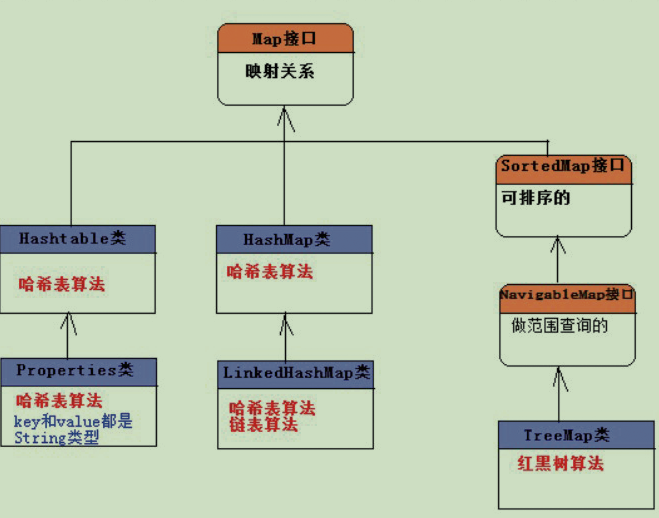 Map接口
映射关系
SortedMap接口
可排序的
Hashtable类
哈希表算法
HashMap类
哈希表算法
NavigableMap接口
做范围查询的
Properties类
哈希表算法
key和value都是
String类型
LinkedHashMap类
哈希表算法
链表算法
TreeMap类
红黑树算法